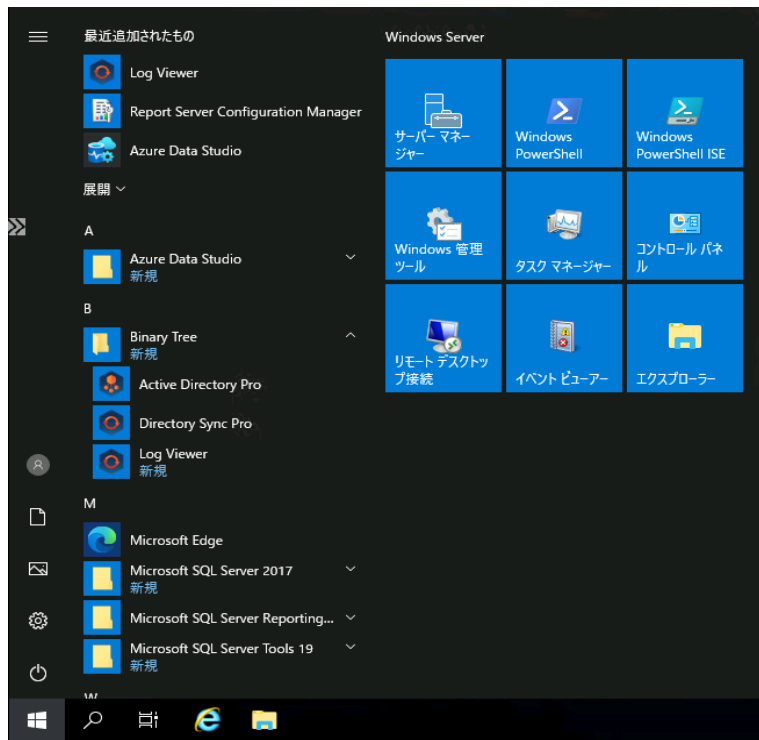 最近追加されたもの
Log Viewer
Report Server Configuration Manager
Azure Data Studio
展開
A
Azure Data Studio
新規
B
Binary Tree
新規
Active Directory Pro
Directory Sync Pro
Log Viewer
新規
M
Microsoft Edge
Microsoft SQL Server 2017
新規
Microsoft SQL Server Reporting...
Microsoft SQL Server Tools 19
新規
W
Windows Server
サーバー マネー
ジャー
Windows
PowerShell
Windows
PowerShell ISE
Windows 管理
ツール
タスク マネージャー
コントロール パネ
ル
リモート デスクトッ
プ接続
イベント ビューアー
エクスプローラー